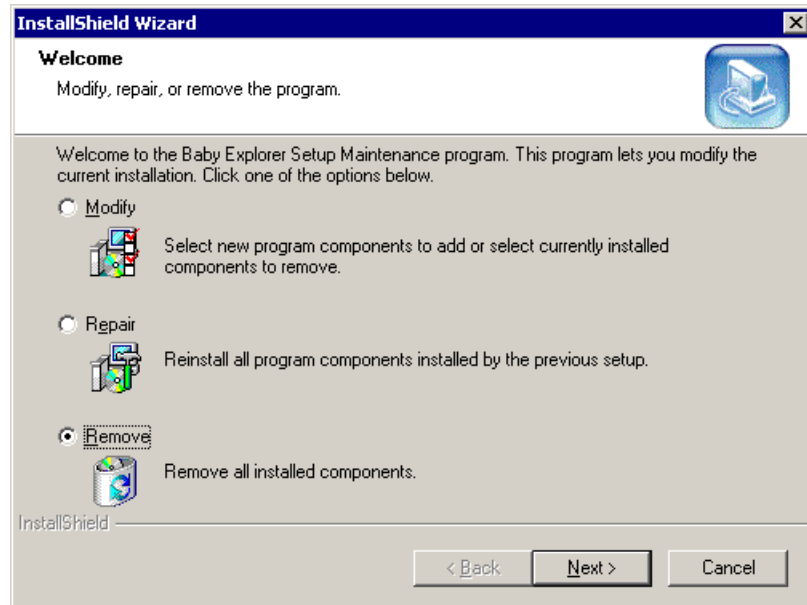 InstallShield Wizard
Welcome
Modify, repair, or remove the program.
Welcome to the Baby Explorer Setup Maintenance program. This program lets you modify the
current installation. Click one of the options below.
Modify
Select new program components to add or select currently installed
components to remove.
Repair
Reinstall all program components installed by the previous setup.
Remove
Remove all installed components.
InstallShield
< Back
Next >
Cancel